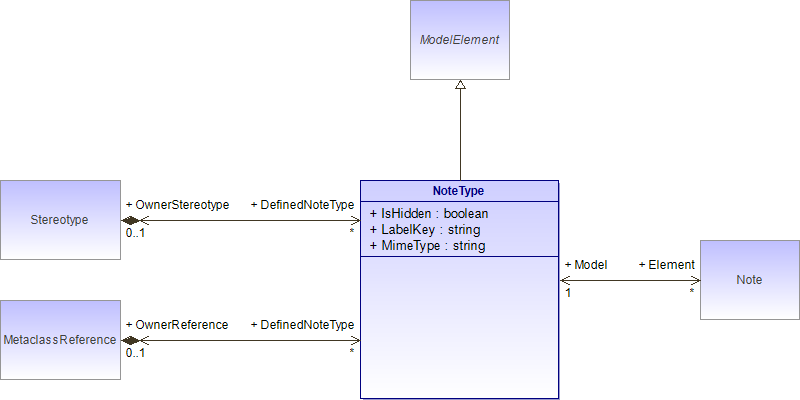 ModelElement
NoteType
+ IsHidden : boolean
+ LabelKey : string
+ MimeType : string
Stereotype
+ OwnerStereotype
+ DefinedNoteType
0..1
*
+ Model
+ Element
1
*
Note
MetaclassReference
+ OwnerReference
+ DefinedNoteType
0..1
*